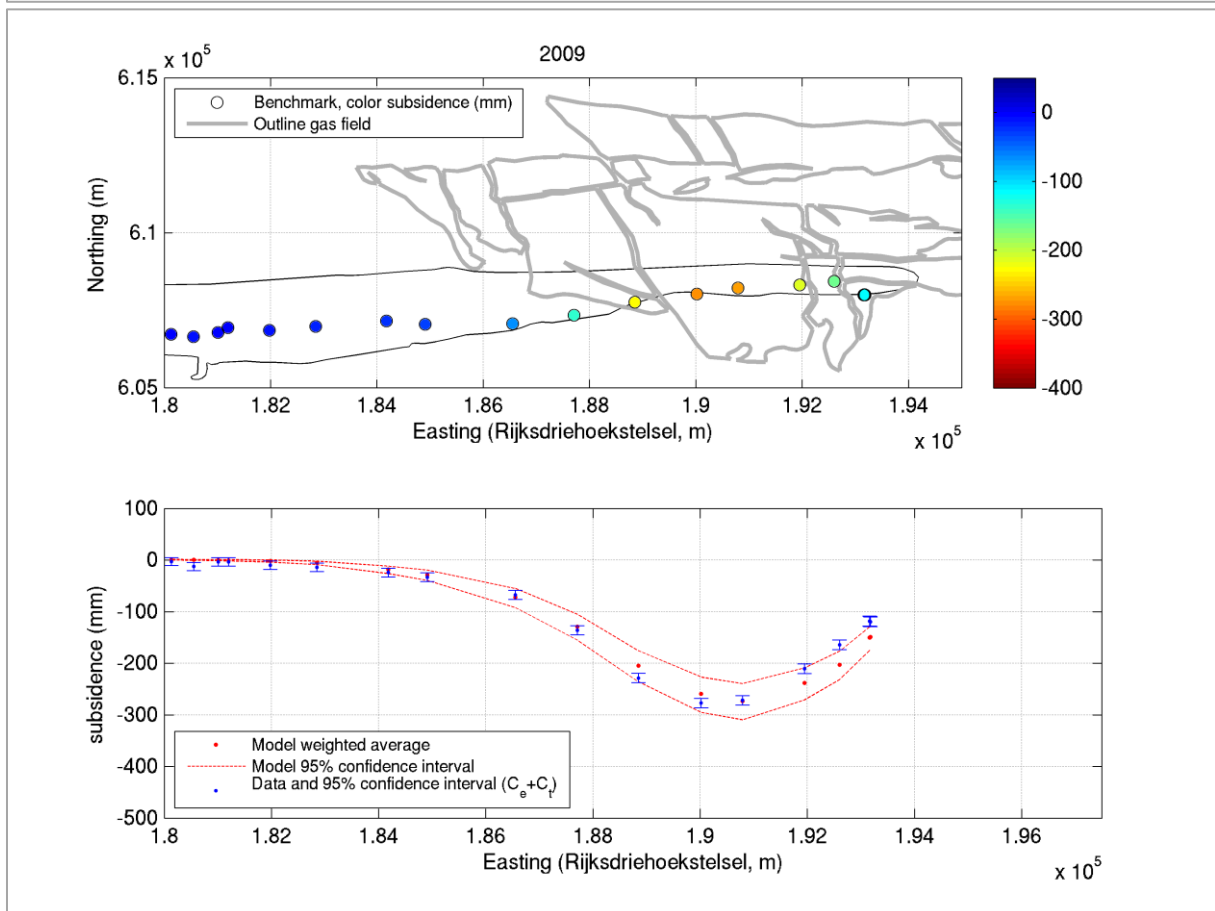 2009
x 10^5
6.15
6.1
6.05
Northing (m)
Benchmark, color subsidence (mm)
Outline gas field
1.8
1.82
1.84
1.86
1.88
1.9
1.92
1.94
Easting (Rijksdriehoekstelsel, m)
x 10^5
0
-100
-200
-300
-400
100
0
-100
-200
-300
-400
-500
subsidence (mm)
Model weighted average
Model 95% confidence interval
Data and 95% confidence interval (C_e+C_t)
1.8
1.82
1.84
1.86
1.88
1.9
1.92
1.94
1.96
Easting (Rijksdriehoekstelsel, m)
x 10^5